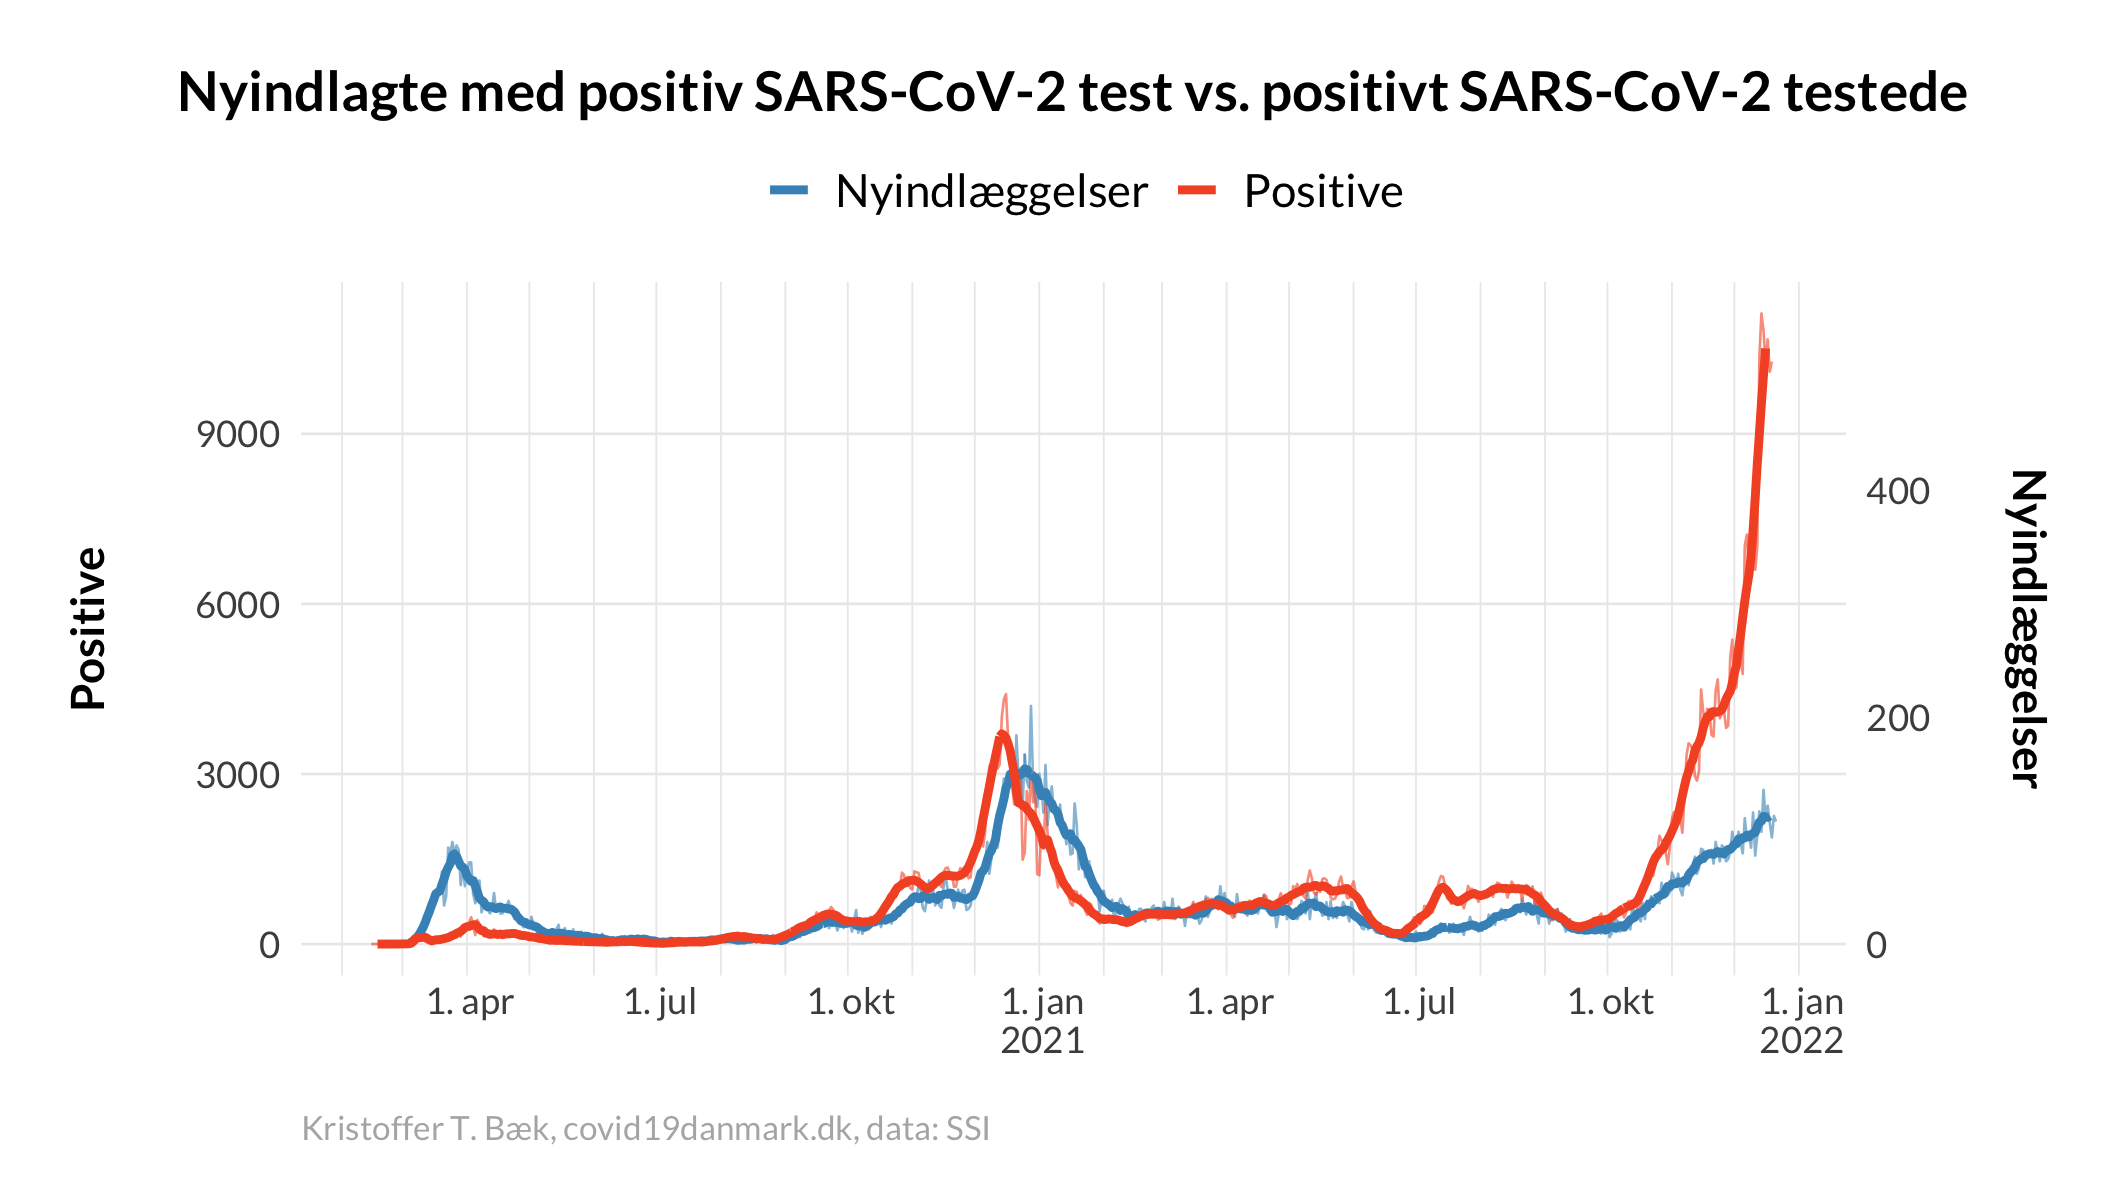 Nyindlagte med positiv SARS-CoV-2 test vs. positivt SARS-CoV-2 testede
Nyindlæggelser Positive
Positive
9000
6000
3000
0
400
200
0
Nyindlæggelser
1. apr 1. jul 1. okt 1. jan 1. apr 1. jul 1. okt 1. jan
2021 2022
Kristoffer T. Bæk, covid19danmark.dk, data: SSI